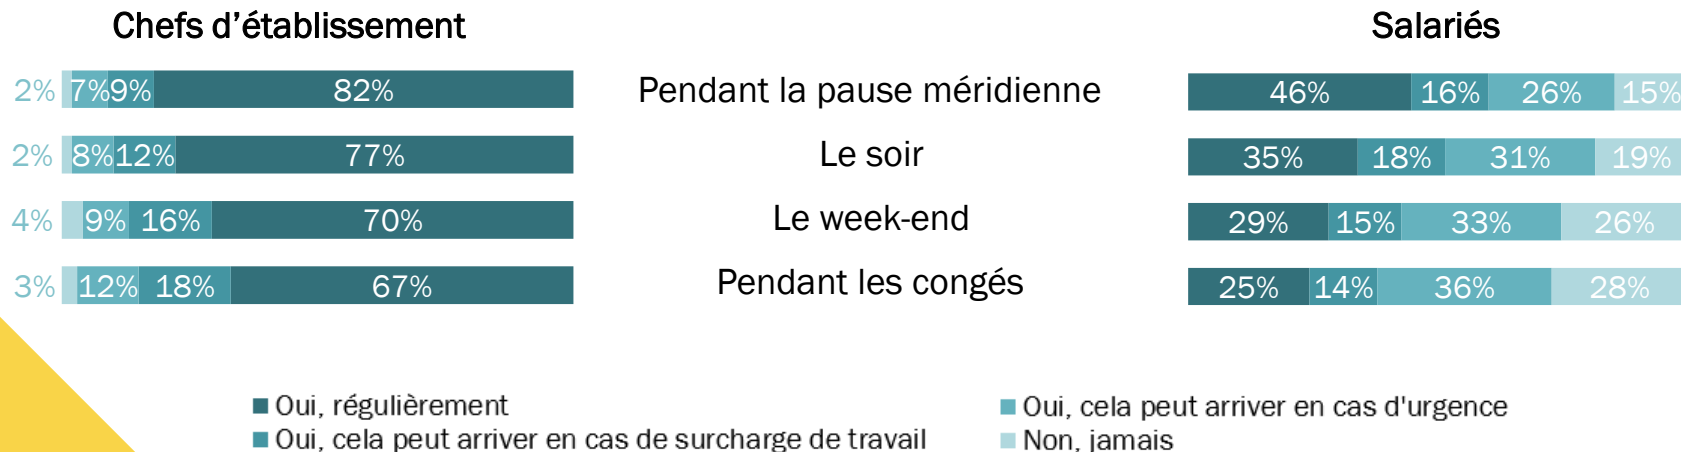 Chefs d'établissement
Salariés
2% 7% 9% 82% Pendant la pause méridienne 46% 16% 26% 15%
2% 8% 12% 77% Le soir 35% 18% 31% 19%
4% 9% 16% 70% Le week-end 29% 15% 33% 26%
3% 12% 18% 67% Pendant les congés 25% 14% 36% 28%
Oui, régulièrement
Oui, cela peut arriver en cas d'urgence
Oui, cela peut arriver en cas de surcharge de travail
Non, jamais